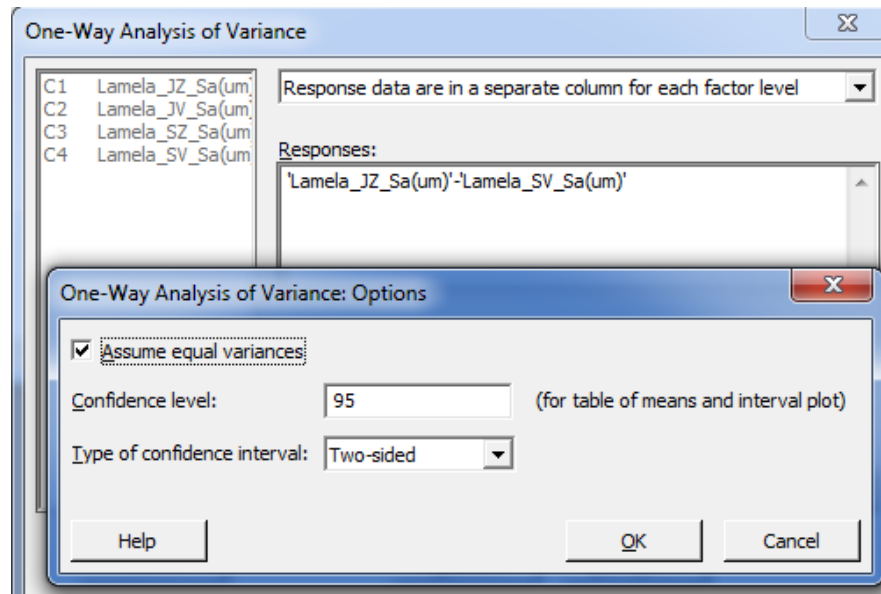 One-Way Analysis of Variance
C1 Lamela_JZ_Sa(um
C2 Lamela_JV_Sa(um
C3 Lamela_SZ_Sa(um
C4 Lamela_SV_Sa(um
Response data are in a separate column for each factor level
Responses:
'Lamela_JZ_Sa(um)'-'Lamela_SV_Sa(um)'
One-Way Analysis of Variance: Options
Assume equal variances
Confidence level: 95 (for table of means and interval plot)
Type of confidence interval: Two-sided
Help OK Cancel